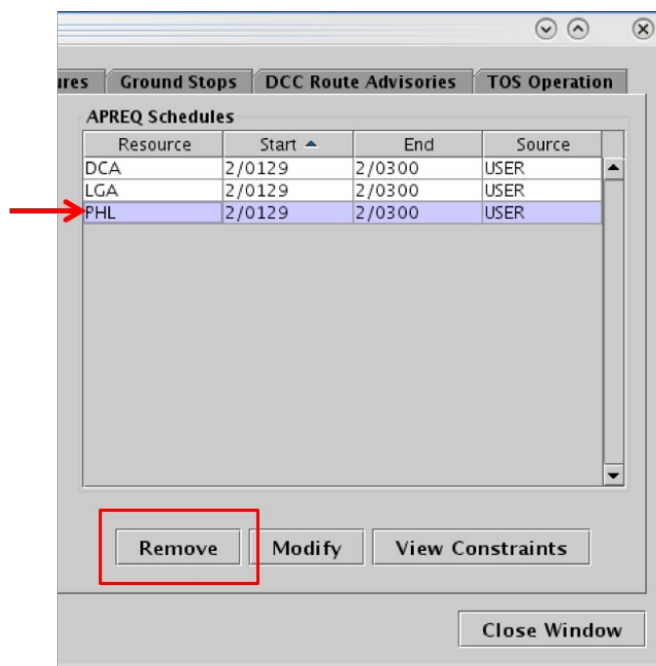 ures Ground Stops DCC Route Advisories TOS Operation
APREQ Schedules
Resource Start End Source
DCA 2/0129 2/0300 USER
LGA 2/0129 2/0300 USER
PHL 2/0129 2/0300 USER
Remove Modify View Constraints
Close Window